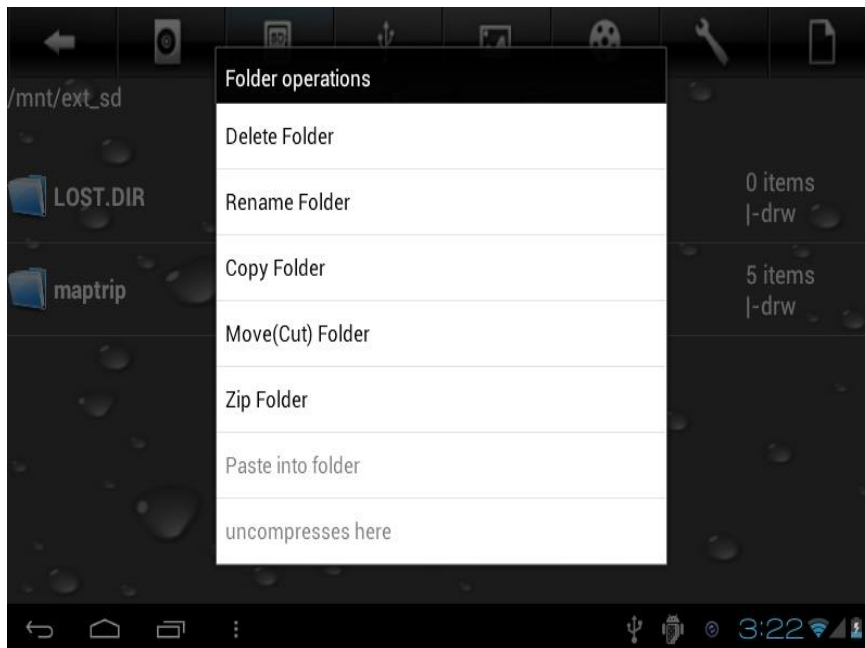 SD
/mnt/ext_sd
Folder operations
Delete Folder
Rename Folder
Copy Folder
Move(Cut) Folder
Zip Folder
Paste into folder
uncompresses here
LOST.DIR
0 items
|-drw
maptrip
5 items
|-drw
3:22